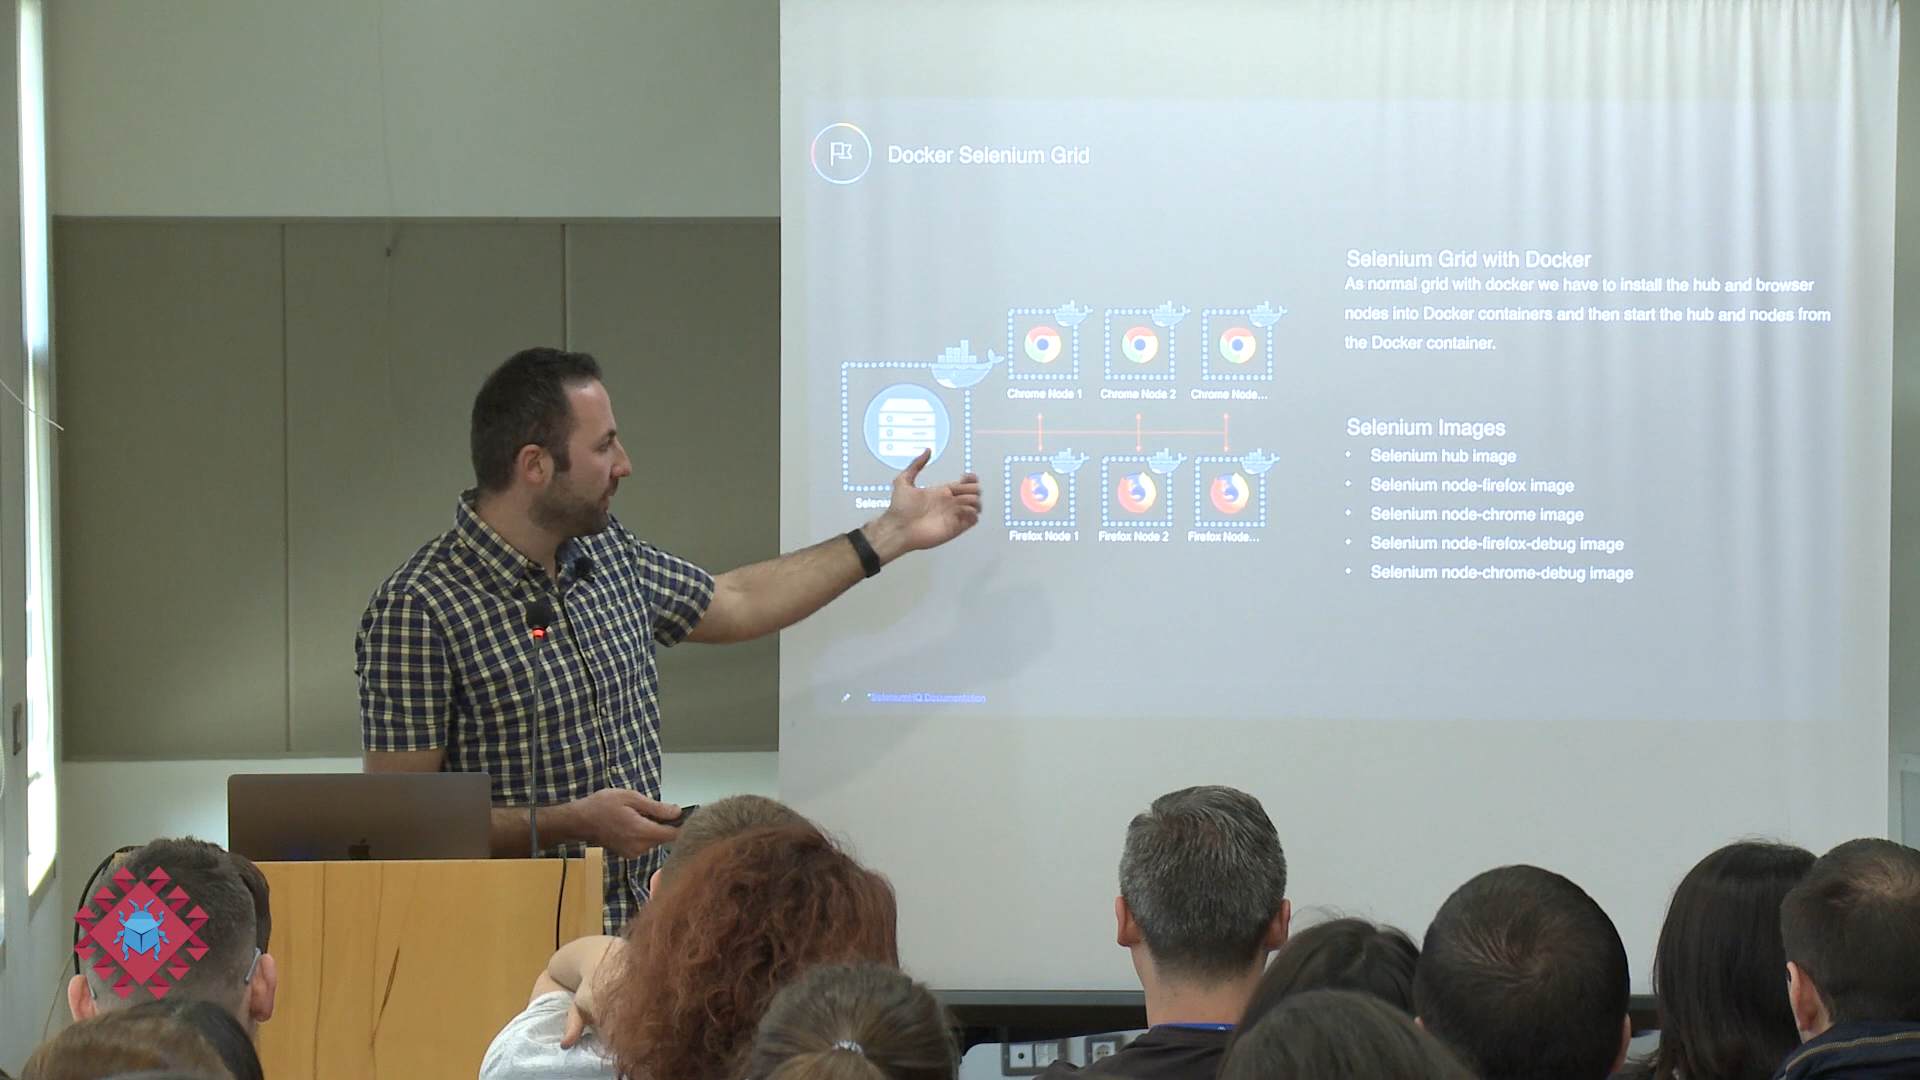 Docker Selenium Grid
Selenium Grid with Docker
As normal grid with docker we have to install the hub and browser
nodes into Docker containers and then start the hub and nodes from
the Docker container.
Chrome Node 1
Chrome Node 2
Chrome Node...
Firefox Node 1
Firefox Node 2
Firefox Node...
Selenium Images
• Selenium hub image
• Selenium node-firefox image
• Selenium node-chrome image
• Selenium node-firefox-debug image
• Selenium node-chrome-debug image
*SeleniumHQ Documentation